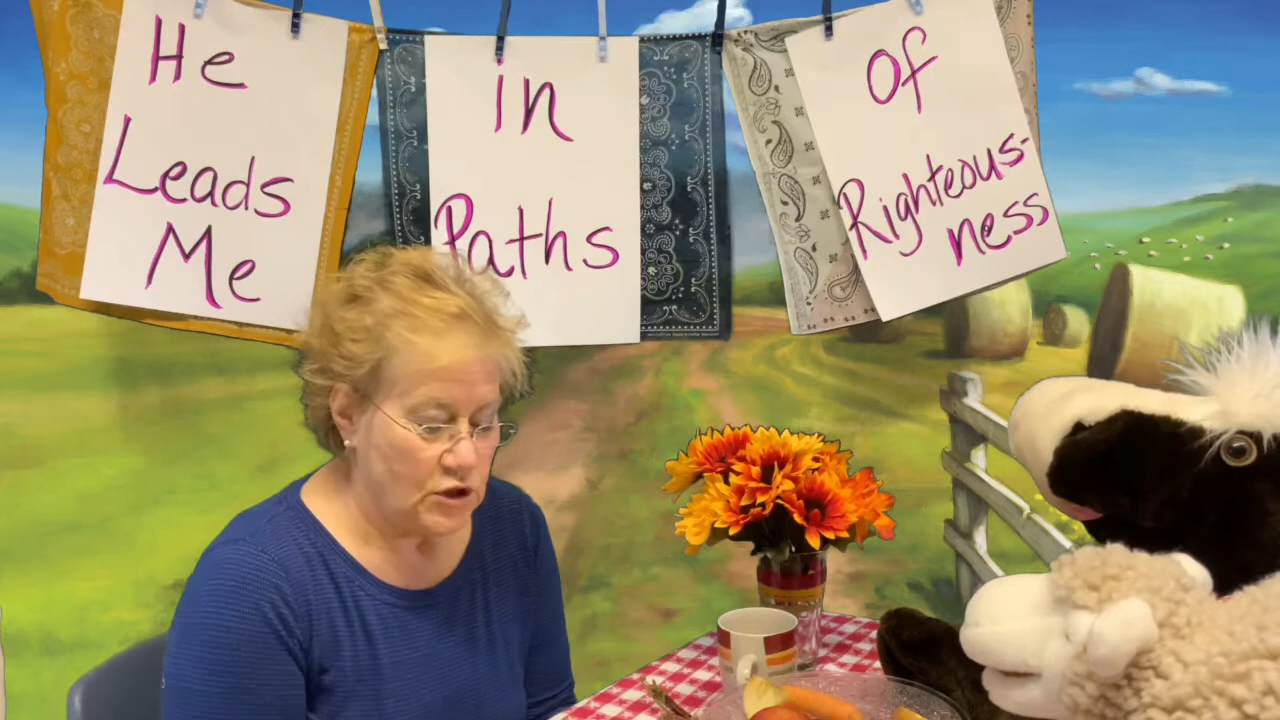 He
Leads
Me
in
Paths
Of
Righteous-
ness